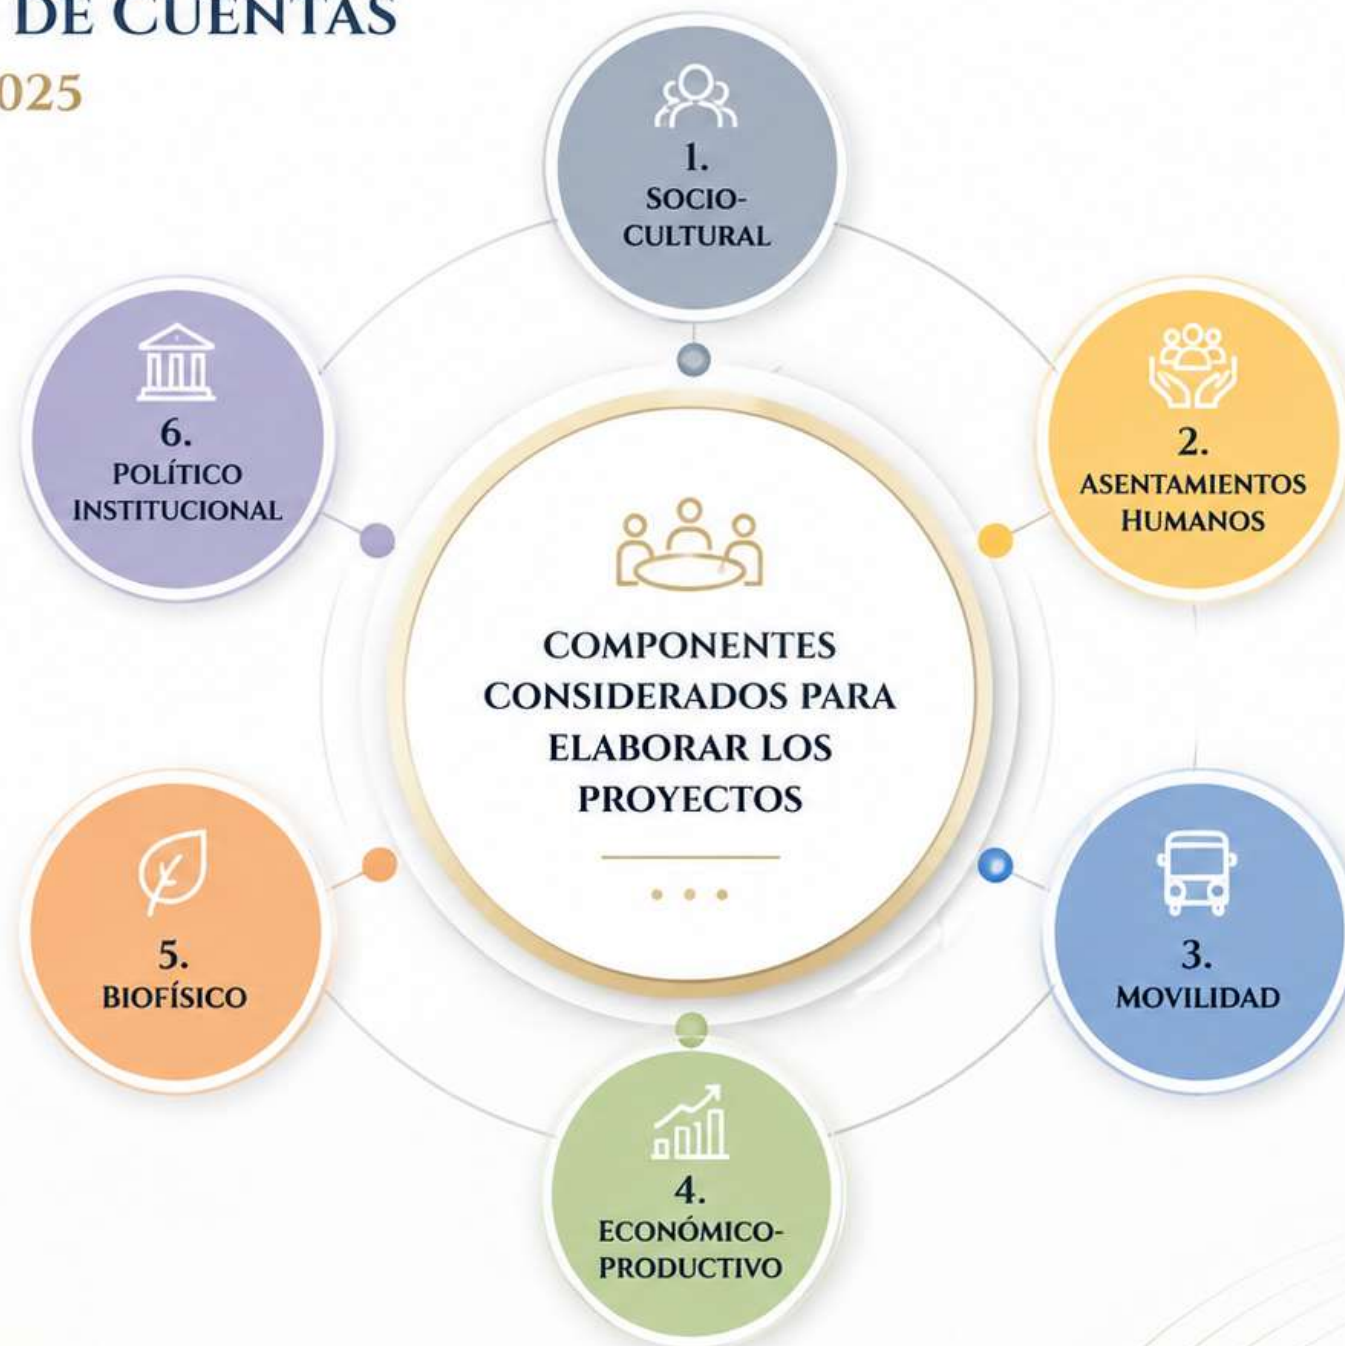 DE CUENTAS
025
1.
SOCIO-
CULTURAL
2.
ASENTAMIENTOS
HUMANOS
3.
MOVILIDAD
4.
ECONÓMICO-
PRODUCTIVO
5.
BIOFÍSICO
6.
POLÍTICO
INSTITUCIONAL
COMPONENTES
CONSIDERADOS PARA
ELABORAR LOS
PROYECTOS